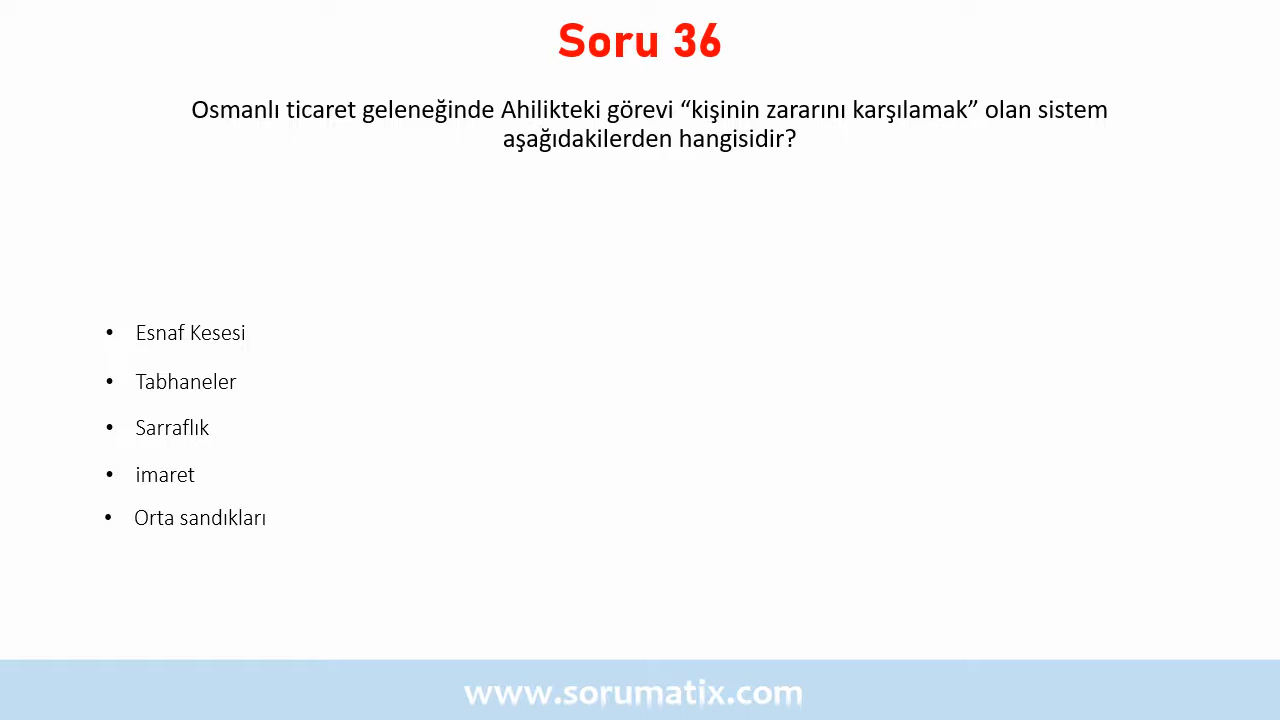 Soru 36
Osmanlı ticaret geleneğinde Ahilikteki görevi “kişinin zararını karşılamak” olan sistem
aşağıdakilerden hangisidir?
• Esnaf Kesesi
• Tabhaneler
• Sarraflık
• imaret
• Orta sandıkları
www.sorumatix.com